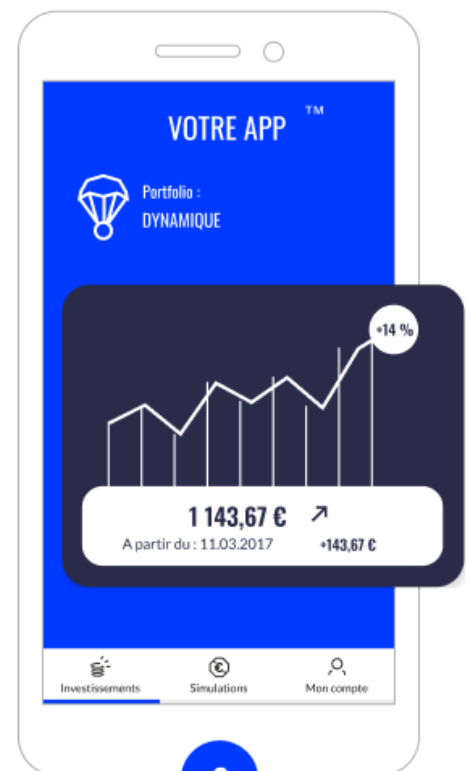 VOTRE APP ™
Portfolio :
DYNAMIQUE
+14 %
1 143,67 €
A partir du : 11.03.2017
+143,67 €
Investissements
Simulations
Mon compte